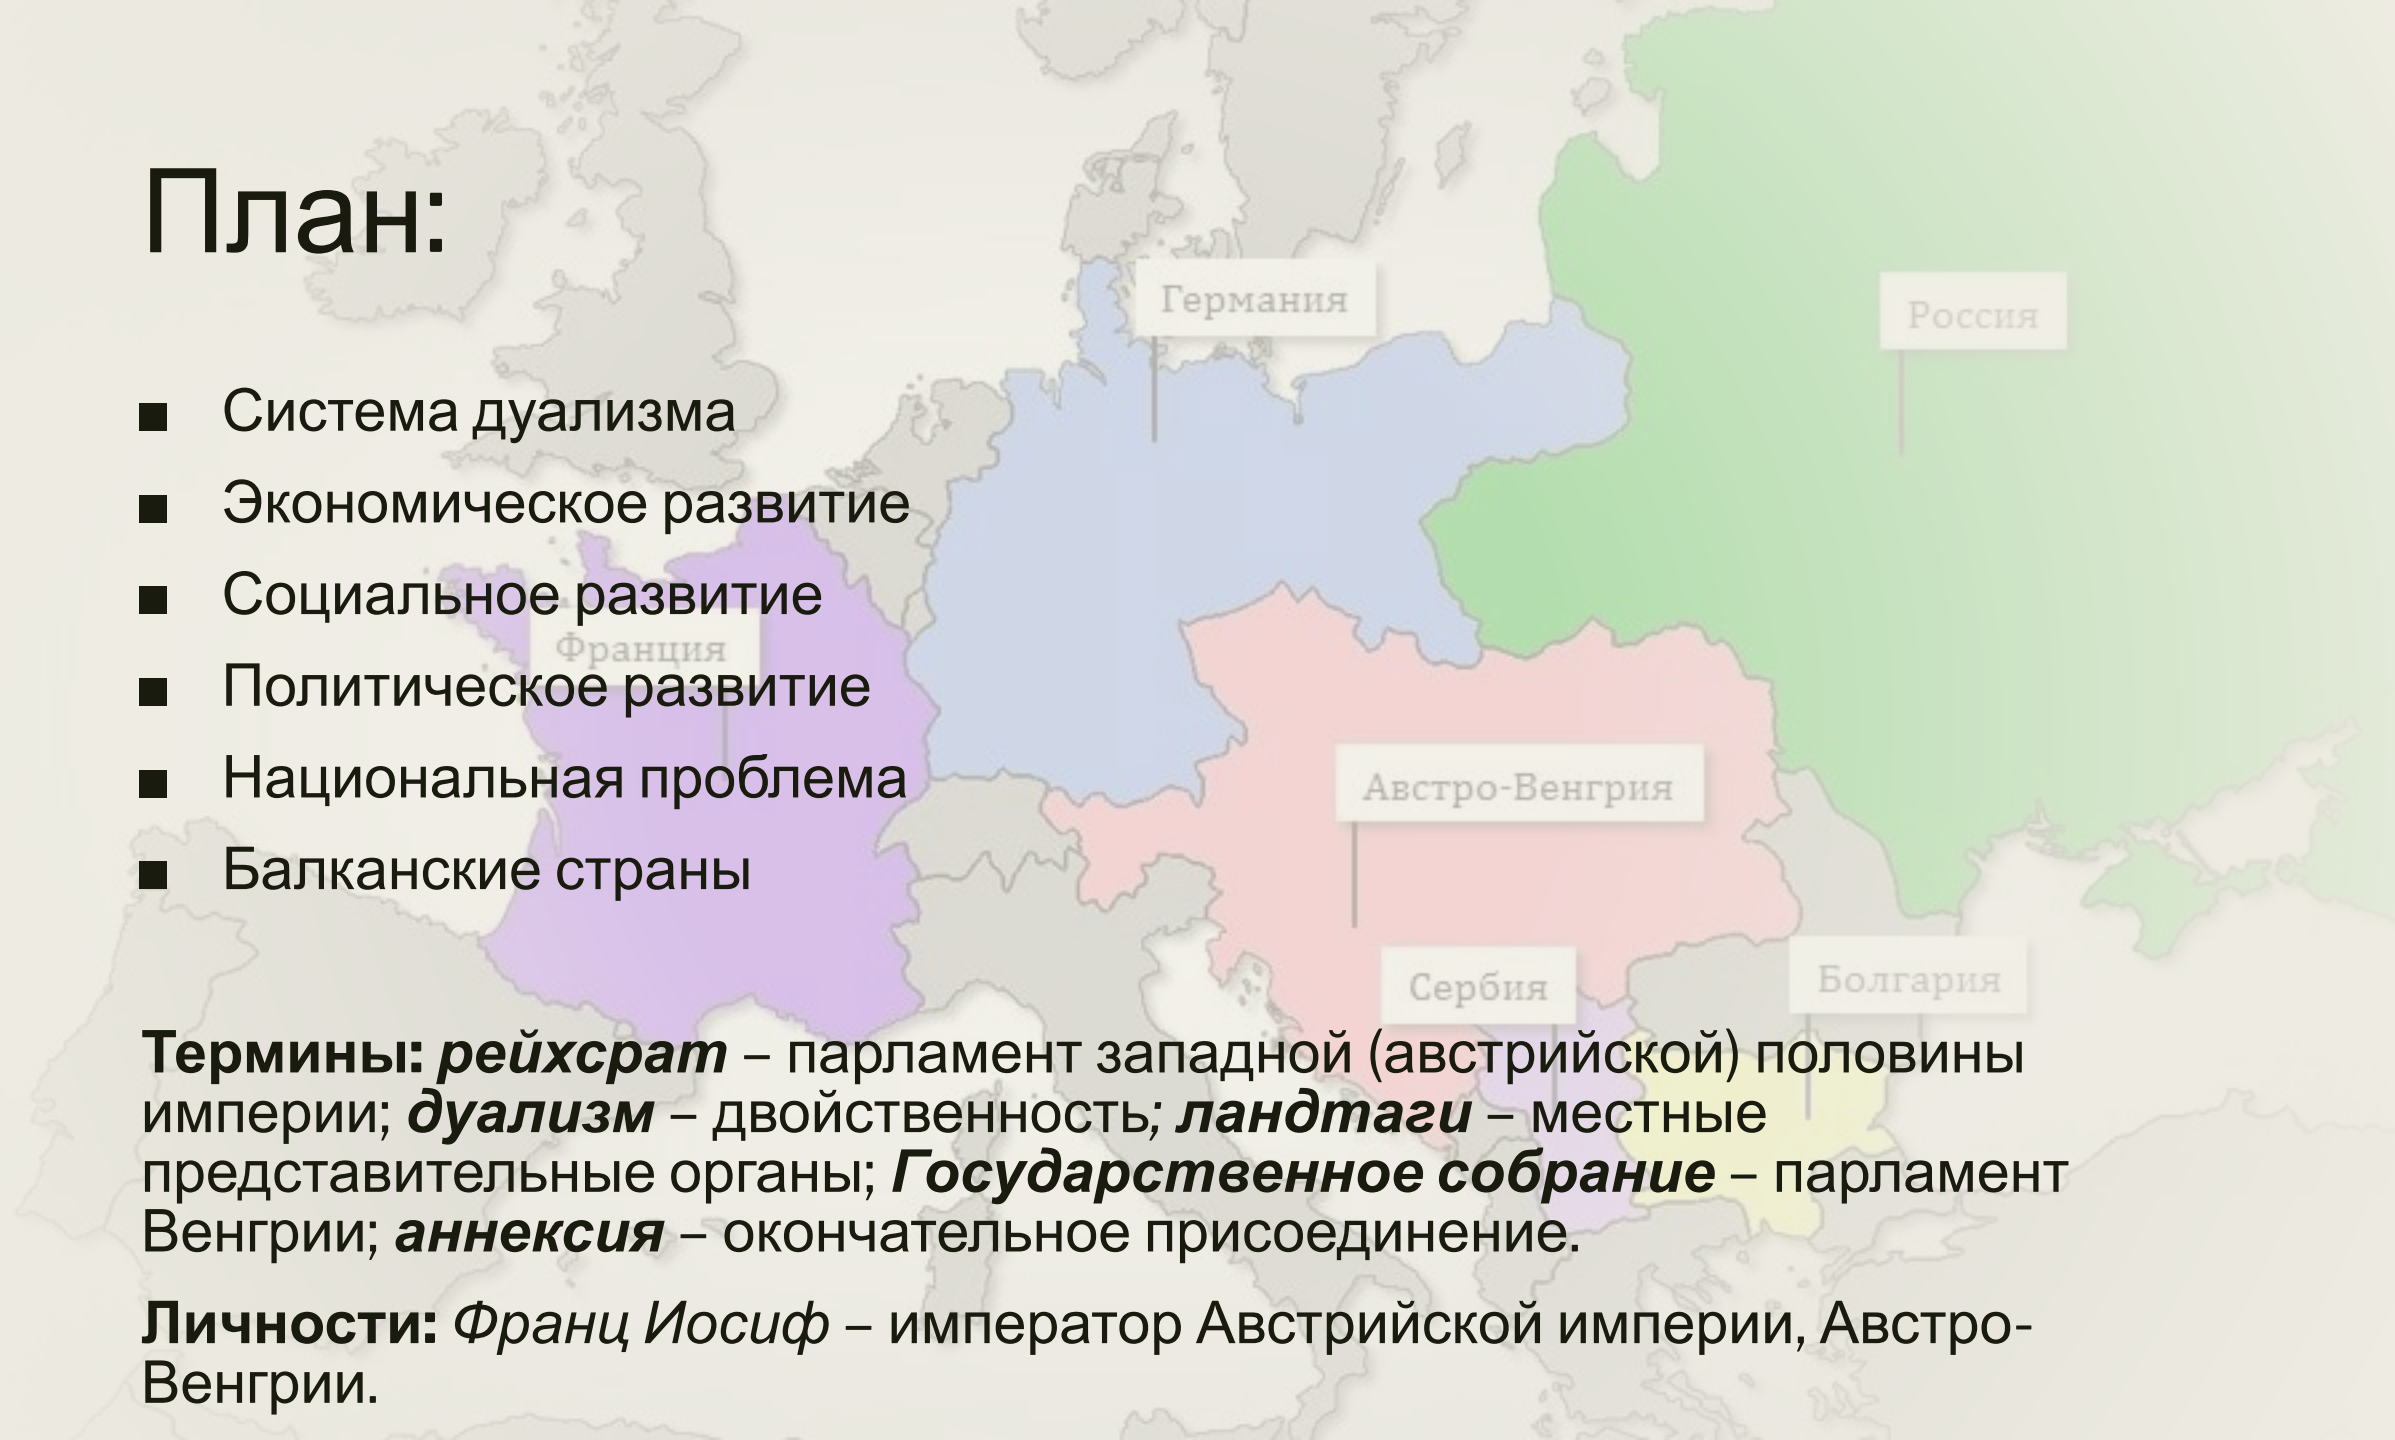 План:
Германия
Россия
■ Система дуализма
■ Экономическое развитие
■ Социальное развитие
Франция
■ Политическое развитие
■ Национальная проблема
Австро-Венгрия
■ Балканские страны
Сербия
Болгария
Термины: рейхсрат – парламент западной (австрийской) половины
империи; дуализм – двойственность; ландтаги – местные
представительные органы; Государственное собрание – парламент
Венгрии; аннексия – окончательное присоединение.
Личности: Франц Иосиф – император Австрийской империи, Австро-
Венгрии.